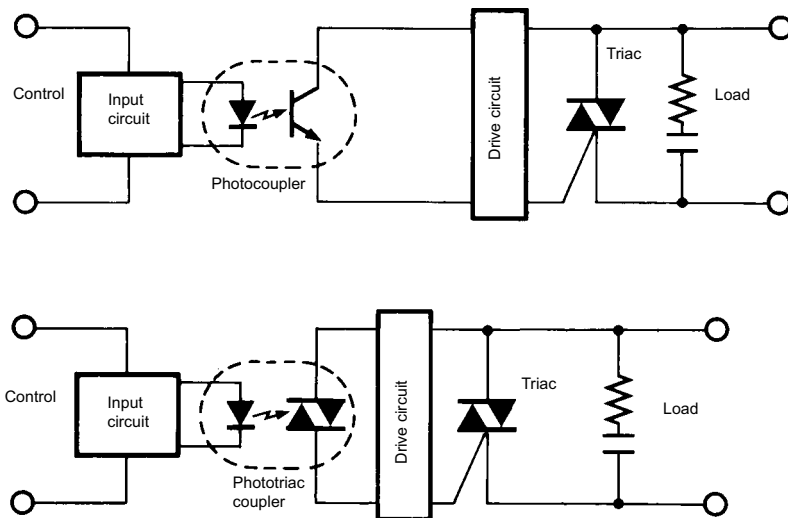 Control
Input
circuit
Photocoupler
Drive circuit
Triac
Load
Control
Input
circuit
Phototriac
coupler
Drive circuit
Triac
Load